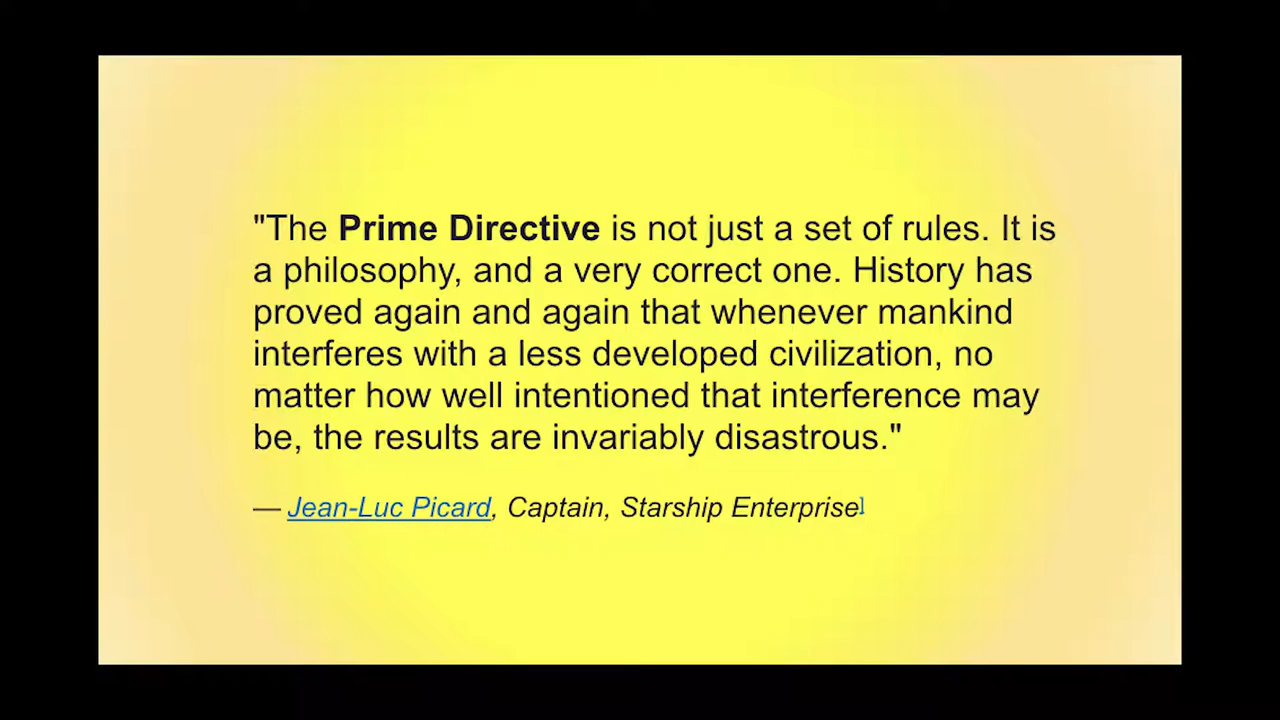 "The Prime Directive is not just a set of rules. It is
a philosophy, and a very correct one. History has
proved again and again that whenever mankind
interferes with a less developed civilization, no
matter how well intentioned that interference may
be, the results are invariably disastrous."
— Jean-Luc Picard, Captain, Starship Enterprise]